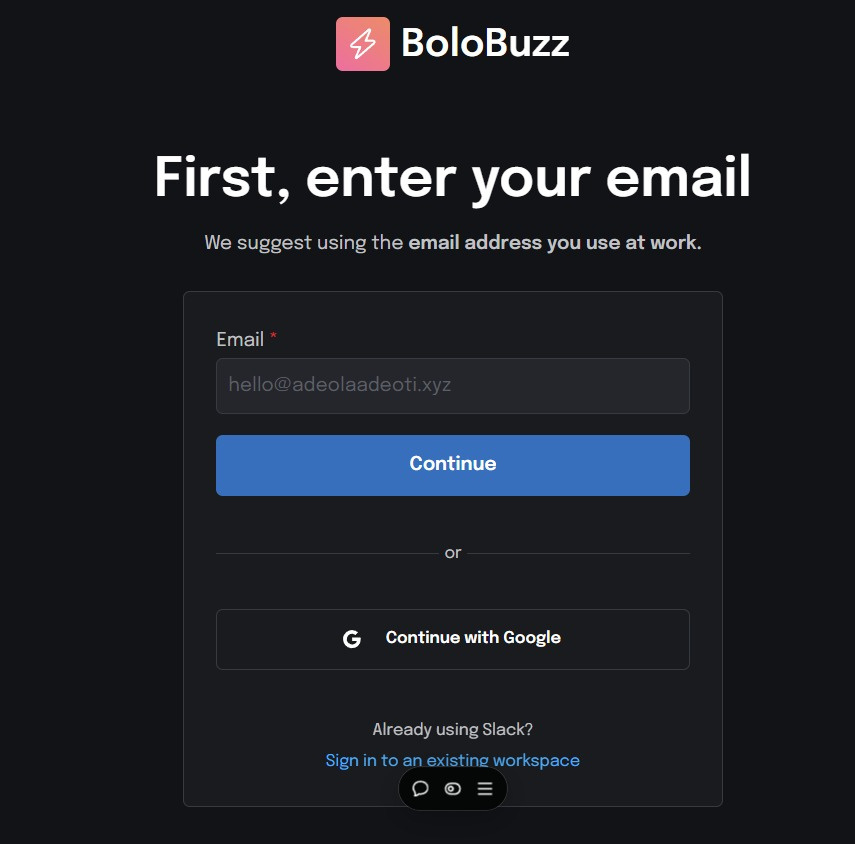 BoloBuzz
First, enter your email
We suggest using the email address you use at work.
Email *
hello@adeolaadeoti.xyz
Continue
or
G Continue with Google
Already using Slack?
Sign in to an existing workspace